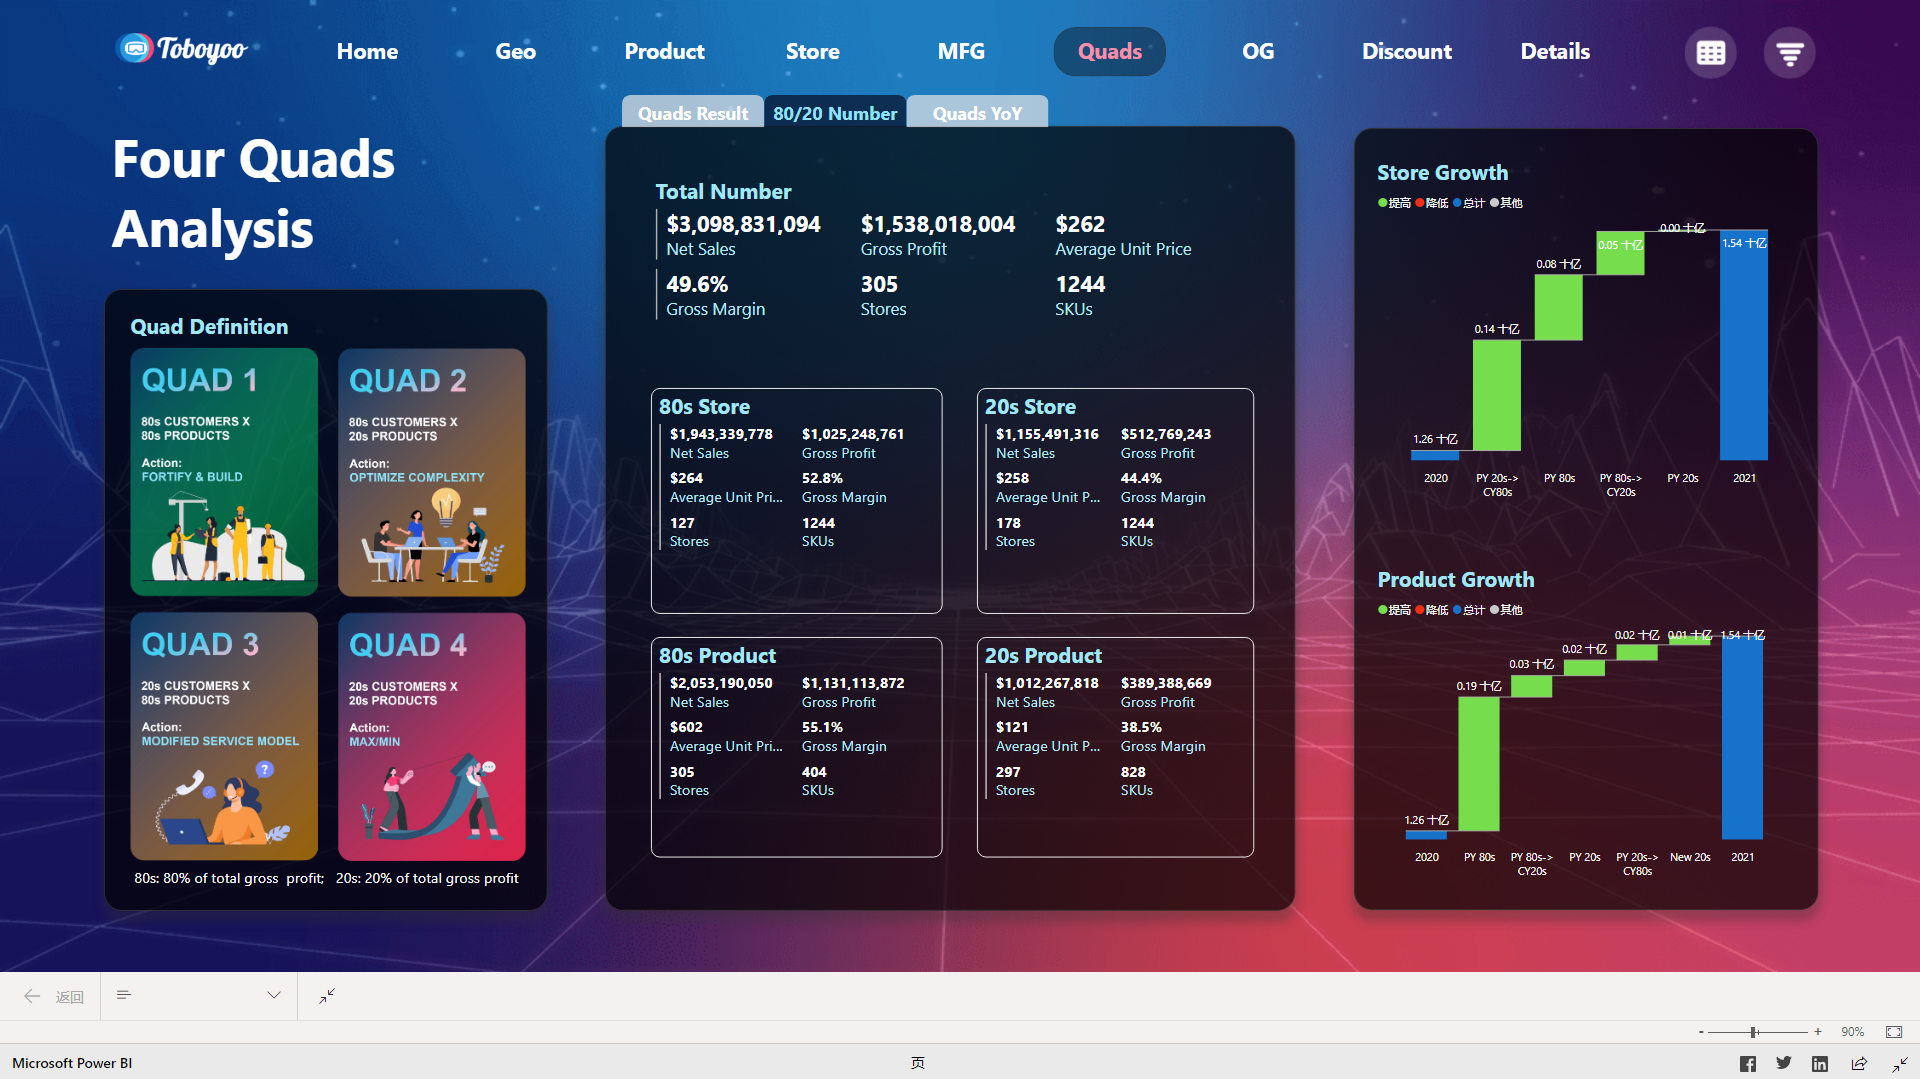 Toboyoo
Home
Geo
Product
Store
MFG
Quads
OG
Discount
Details
Quads Result
80/20 Number
Quads YoY
Four Quads
Analysis
Quad Definition
QUAD 1
80s CUSTOMERS X
80s PRODUCTS
Action:
FORTIFY & BUILD
QUAD 2
80s CUSTOMERS X
20s PRODUCTS
Action:
OPTIMIZE COMPLEXITY
QUAD 3
20s CUSTOMERS X
80s PRODUCTS
Action:
MODIFIED SERVICE MODEL
?
QUAD 4
20s CUSTOMERS X
20s PRODUCTS
Action:
MAX/MIN
80s: 80% of total gross  profit;   20s: 20% of total gross profit
Total Number
$3,098,831,094
Net Sales
$1,538,018,004
Gross Profit
$262
Average Unit Price
49.6%
Gross Margin
305
Stores
1244
SKUs
80s Store
$1,943,339,778
Net Sales
$1,025,248,761
Gross Profit
$264
Average Unit Pri...
52.8%
Gross Margin
127
Stores
1244
SKUs
20s Store
$1,155,491,316
Net Sales
$512,769,243
Gross Profit
$258
Average Unit P...
44.4%
Gross Margin
178
Stores
1244
SKUs
80s Product
$2,053,190,050
Net Sales
$1,131,113,872
Gross Profit
$602
Average Unit Pri...
55.1%
Gross Margin
305
Stores
404
SKUs
20s Product
$1,012,267,818
Net Sales
$389,388,669
Gross Profit
$121
Average Unit P...
38.5%
Gross Margin
297
Stores
828
SKUs
Store Growth
提高 降低 总计 其他
1.26 十亿
0.14 十亿
0.08 十亿
0.05 十亿
0.00 十亿
1.54 十亿
2020
PY 20s->
CY80s
PY 80s
PY 80s->
CY20s
PY 20s
2021
Product Growth
提高 降低 总计 其他
1.26 十亿
0.19 十亿
0.03 十亿
0.02 十亿
0.02 十亿
0.01 十亿
1.54 十亿
2020
PY 80s
PY 80s->
CY20s
PY 20s
PY 20s->
CY80s
New 20s
2021
返回
- + 90%
Microsoft Power BI
页